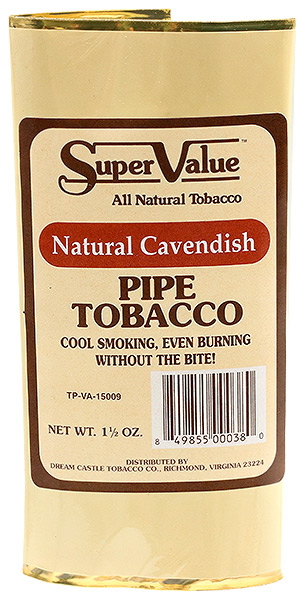 Super Value™
All Natural Tobacco
Natural Cavendish
PIPE
TOBACCO
COOL SMOKING, EVEN BURNING
WITHOUT THE BITE!
TP-VA-15009
NET WT. 1½ OZ.
8 49855 00038 0
DISTRIBUTED BY
DREAM CASTLE TOBACCO CO., RICHMOND, VIRGINIA 23224